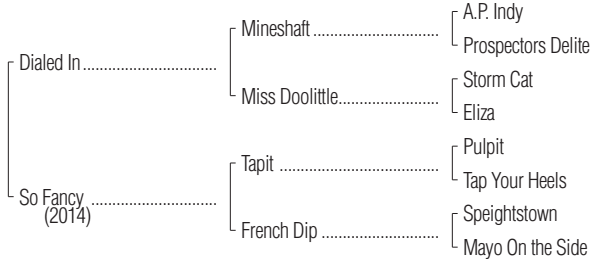 A.P. Indy
Mineshaft
Prospectors Delite
Dialed In
Storm Cat
Miss Doolittle
Eliza
Pulpit
Tapit
Tap Your Heels
So Fancy
(2014)
Speightstown
French Dip
Mayo On the Side